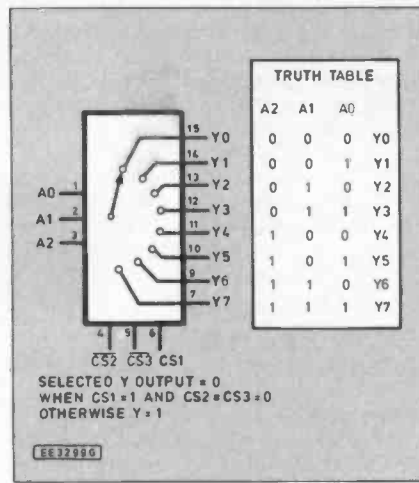 TRUTH TABLE
A2 A1 A0
0 0 0 Y0
0 0 1 Y1
0 1 0 Y2
0 1 1 Y3
1 0 0 Y4
1 0 1 Y5
1 1 0 Y6
1 1 1 Y7
15 Y0
14 Y1
13 Y2
12 Y3
11 Y4
10 Y5
9 Y6
7 Y7
A0 1
A1 2
A2 3
4 5 6
C̅S̅2̅ C̅S̅3̅ CS1
SELECTED Y OUTPUT = 0
WHEN CS1 = 1 AND CS2 = CS3 = 0
OTHERWISE Y = 1
EE3299G